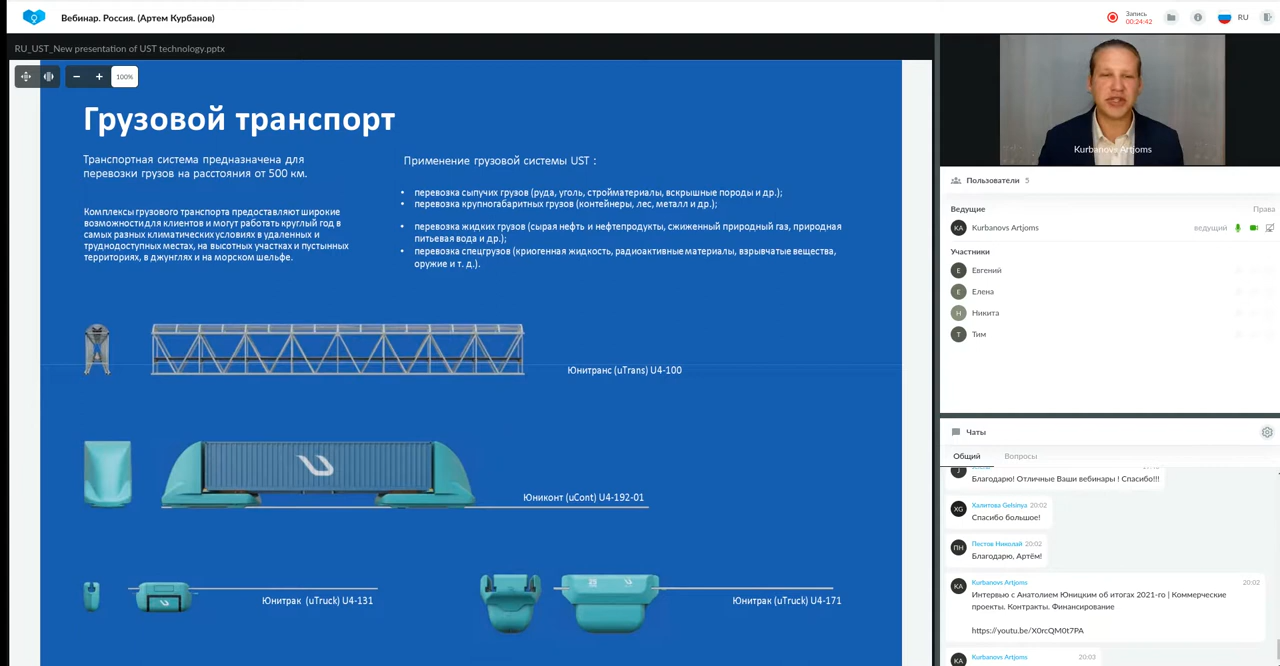 Вебинар. Россия. (Артем Курбанов)
Запись
00:24:42
RU
RU_UST_New presentation of UST technology.pptx
100%
Грузовой транспорт
Транспортная система предназначена для
перевозки грузов на расстояния от 500 км.
Комплексы грузового транспорта предоставляют широкие
возможности для клиентов и могут работать круглый год в
самых разных климатических условиях в удаленных и
труднодоступных местах, на высотных участках и пустынных
территориях, в джунглях и на морском шельфе.
Применение грузовой системы UST :
• перевозка сыпучих грузов (руда, уголь, стройматериалы, вскрышные породы и др.);
• перевозка крупногабаритных грузов (контейнеры, лес, металл и др.);
• перевозка жидких грузов (сырая нефть и нефтепродукты, сжиженный природный газ, природная
питьевая вода и др.);
• перевозка спецгрузов (криогенная жидкость, радиоактивные материалы, взрывчатые вещества,
оружие и т. д.).
Юнитранс (uTrans) U4-100
Юниконт (uCont) U4-192-01
Юнитрак (uTruck) U4-131
Юнитрак (uTruck) U4-171
Kurbanovs Artjoms
Пользователи 5
Ведущие
Права
KA
Kurbanovs Artjoms
ведущий
Участники
Е
Евгений
Е
Елена
Н
Никита
Т
Тим
Чаты
Общий
Вопросы
Благодарю! Отличные Ваши вебинары ! Спасибо!!!
XG
Халитова Gelsinya 20:02
Спасибо большое!
ПН
Пестов Николай 20:02
Благодарю, Артём!
KA
Kurbanovs Artjoms
20:02
Интервью с Анатолием Юницким об итогах 2021-го | Коммерческие
проекты. Контракты. Финансирование
https://youtu.be/X0rcQM0t7PA
KA
Kurbanovs Artjoms
20:03